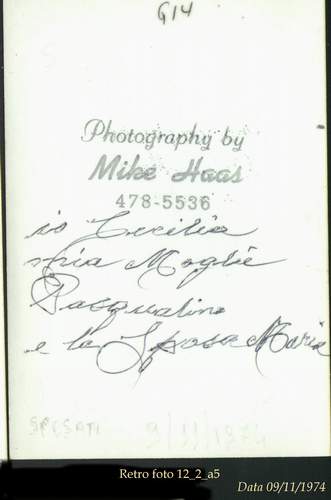 G14
Photography by
Mike Haas
478-5536
io Cecilia
mia Moglie
Pasqualino
e la Sposa Maria
SPOSATI
9/11/1974
Retro foto 12_2_a5
Data 09/11/1974